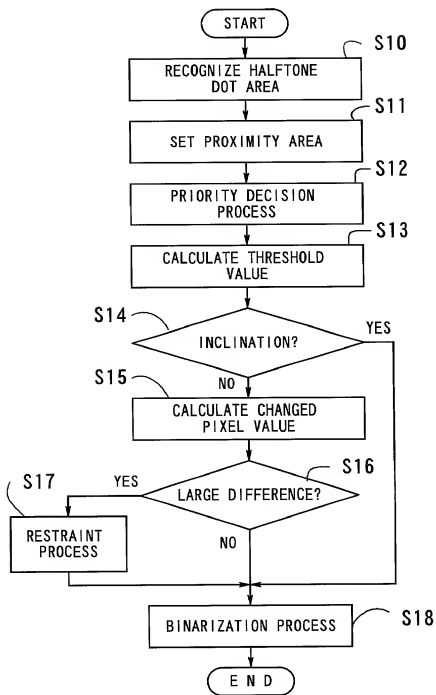 START
S10
RECOGNIZE HALFTONE
DOT AREA
S11
SET PROXIMITY AREA
S12
PRIORITY DECISION
PROCESS
S13
CALCULATE THRESHOLD
VALUE
S14
INCLINATION?
YES
NO
S15
CALCULATE CHANGED
PIXEL VALUE
S16
LARGE DIFFERENCE?
YES
S17
RESTRAINT
PROCESS
NO
BINARIZATION PROCESS
S18
END